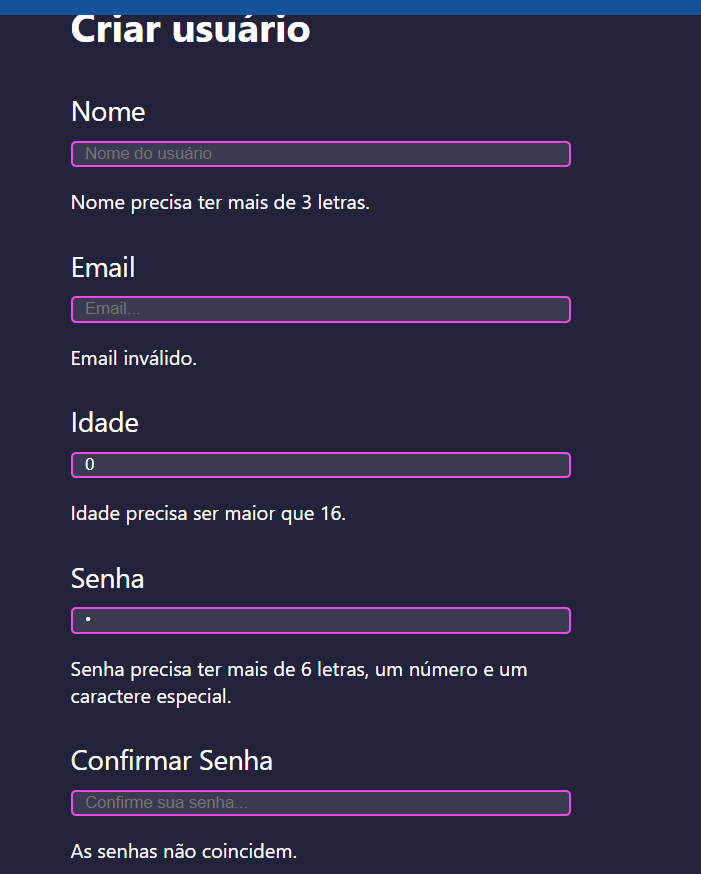 Criar usuário
Nome
Nome do usuário
Nome precisa ter mais de 3 letras.
Email
Email...
Email inválido.
Idade
0
Idade precisa ser maior que 16.
Senha
•
Senha precisa ter mais de 6 letras, um número e um
caractere especial.
Confirmar Senha
Confirme sua senha...
As senhas não coincidem.